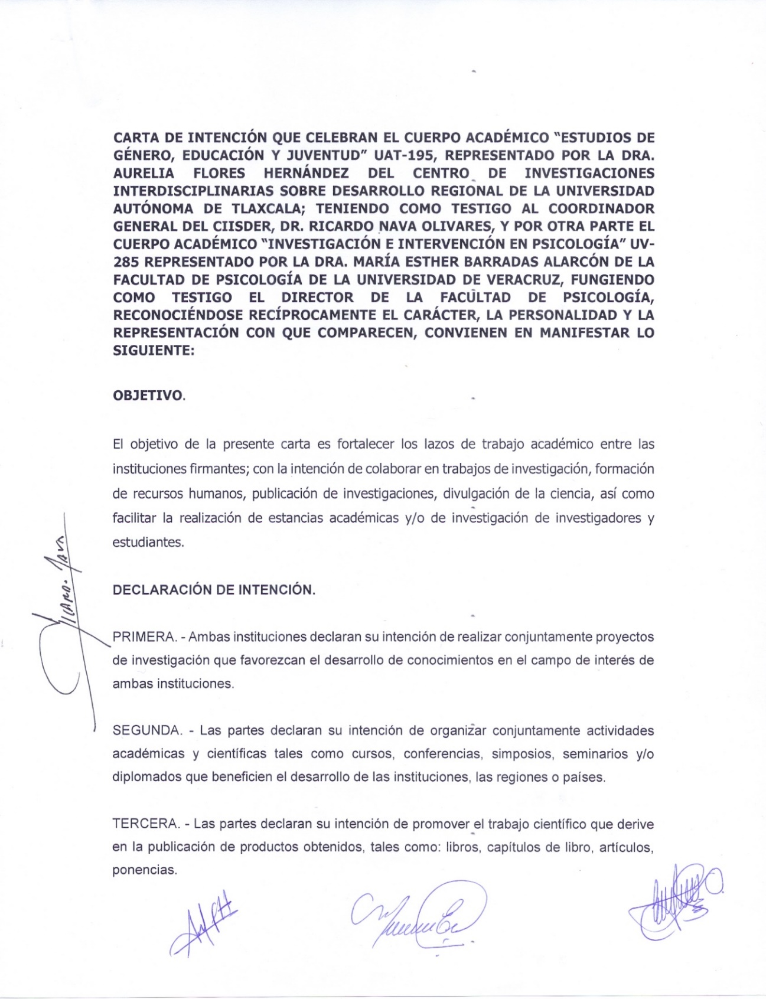 CARTA DE INTENCIÓN QUE CELEBRAN EL CUERPO ACADÉMICO “ESTUDIOS DE
GÉNERO, EDUCACIÓN Y JUVENTUD” UAT-195, REPRESENTADO POR LA DRA.
AURELIA FLORES HERNÁNDEZ DEL CENTRO DE INVESTIGACIONES
INTERDISCIPLINARIAS SOBRE DESARROLLO REGIONAL DE LA UNIVERSIDAD
AUTÓNOMA DE TLAXCALA; TENIENDO COMO TESTIGO AL COORDINADOR
GENERAL DEL CIISDER, DR. RICARDO NAVA OLIVARES, Y POR OTRA PARTE EL
CUERPO ACADÉMICO “INVESTIGACIÓN E INTERVENCIÓN EN PSICOLOGÍA” UV-
285 REPRESENTADO POR LA DRA. MARÍA ESTHER BARRADAS ALARCÓN DE LA
FACULTAD DE PSICOLOGÍA DE LA UNIVERSIDAD DE VERACRUZ, FUNGIENDO
COMO TESTIGO EL DIRECTOR DE LA FACULTAD DE PSICOLOGÍA,
RECONOCIÉNDOSE RECÍPROCAMENTE EL CARÁCTER, LA PERSONALIDAD Y LA
REPRESENTACIÓN CON QUE COMPARECEN, CONVIENEN EN MANIFESTAR LO
SIGUIENTE:
OBJETIVO.
El objetivo de la presente carta es fortalecer los lazos de trabajo académico entre las
instituciones firmantes; con la intención de colaborar en trabajos de investigación, formación
de recursos humanos, publicación de investigaciones, divulgación de la ciencia, así como
facilitar la realización de estancias académicas y/o de investigación de investigadores y
estudiantes.
DECLARACIÓN DE INTENCIÓN.
PRIMERA. - Ambas instituciones declaran su intención de realizar conjuntamente proyectos
de investigación que favorezcan el desarrollo de conocimientos en el campo de interés de
ambas instituciones.
SEGUNDA. - Las partes declaran su intención de organizar conjuntamente actividades
académicas y científicas tales como cursos, conferencias, simposios, seminarios y/o
diplomados que beneficien el desarrollo de las instituciones, las regiones o países.
TERCERA. - Las partes declaran su intención de promover el trabajo científico que derive
en la publicación de productos obtenidos, tales como: libros, capítulos de libro, artículos,
ponencias.